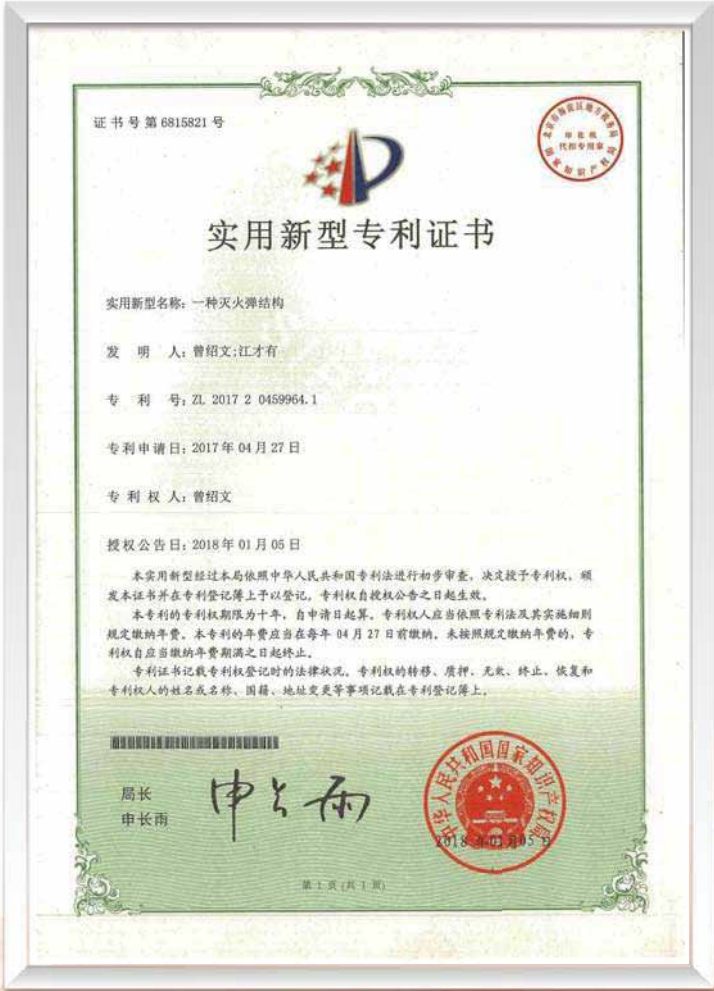 证书号第6815821号
实用新型专利证书
实用新型名称：一种灭火弹结构
发明人：曾绍文;江才有
专利号：ZL 2017 2 0459964.1
专利申请日：2017年04月27日
专利权人：曾绍文
授权公告日：2018年01月05日
本实用新型经过本局依照中华人民共和国专利法进行初步审查，决定授予专利权，颁
发本证书并在专利登记簿上予以登记。专利权自授权公告之日起生效。
本专利的专利权期限为十年，自申请日起算。专利权人应当依照专利法及其实施细则
规定缴纳年费。本专利的年费应当在每年 04月27日前缴纳。未按照规定缴纳年费的，专
利权自应当缴纳年费期满之日起终止。
专利证书记载专利权登记时的法律状况。专利权的转移、质押、无效、终止、恢复和
专利权人的姓名或名称、国籍、地址变更等事项记载在专利登记簿上。
局长
申长雨
申长雨
中华人民共和国国家知识产权局
2018年01月05日
第1页(共1页)